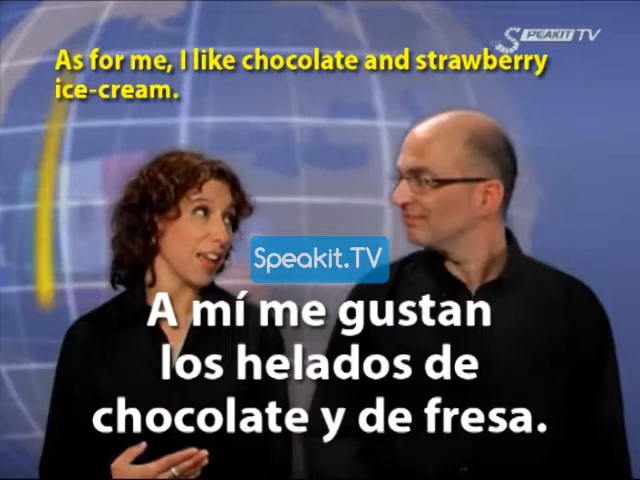 SPEAKIT TV
As for me, I like chocolate and strawberry
ice-cream.
Speakit.TV
A mí me gustan
los helados de
chocolate y de fresa.